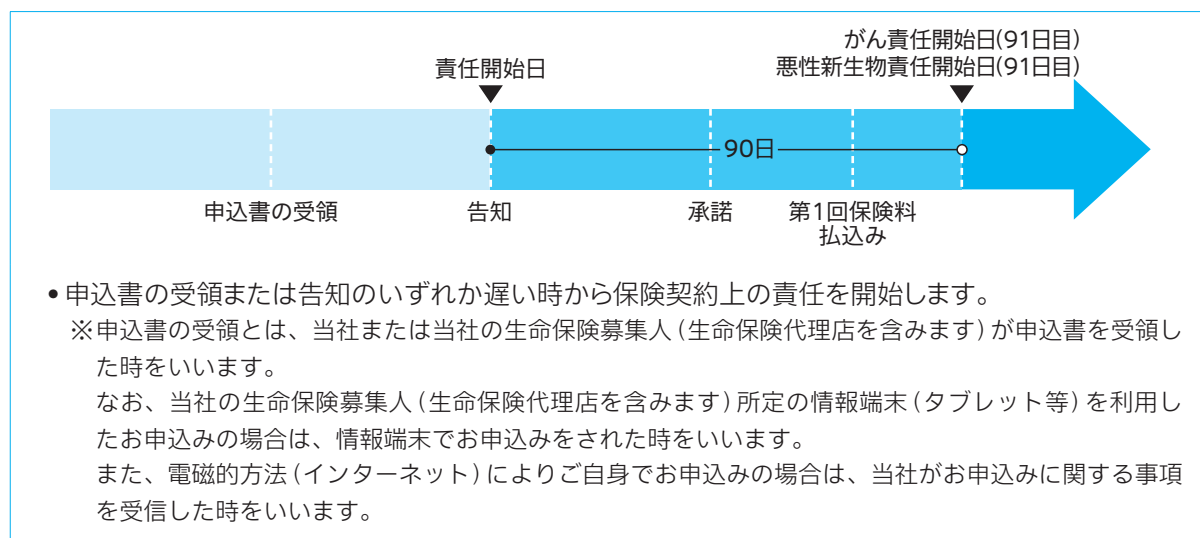 がん責任開始日(91日目)
責任開始日
悪性新生物責任開始日(91日目)
90日
申込書の受領
告知
承諾
第1回保険料
払込み
•申込書の受領または告知のいずれか遅い時から保険契約上の責任を開始します。
※申込書の受領とは、当社または当社の生命保険募集人(生命保険代理店を含みます)が申込書を受領し
た時をいいます。
なお、当社の生命保険募集人(生命保険代理店を含みます)所定の情報端末(タブレット等)を利用し
たお申込みの場合は、情報端末でお申込みをされた時をいいます。
また、電磁的方法(インターネット)によりご自身でお申込みの場合は、当社がお申込みに関する事項
を受信した時をいいます。